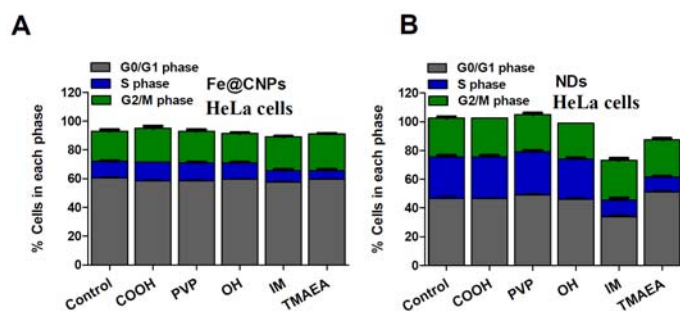 A
G0/G1 phase
S phase
G2/M phase
Fe@CNPs
HeLa cells
% Cells in each phase
120
100
80
60
40
20
0
Control
COOH
PVP
OH
IM
TMAEA
B
G0/G1 phase
S phase
G2/M phase
NDs
HeLa cells
% Cells in each phase
120
100
80
60
40
20
0
Control
COOH
PVP
OH
IM
TMAEA